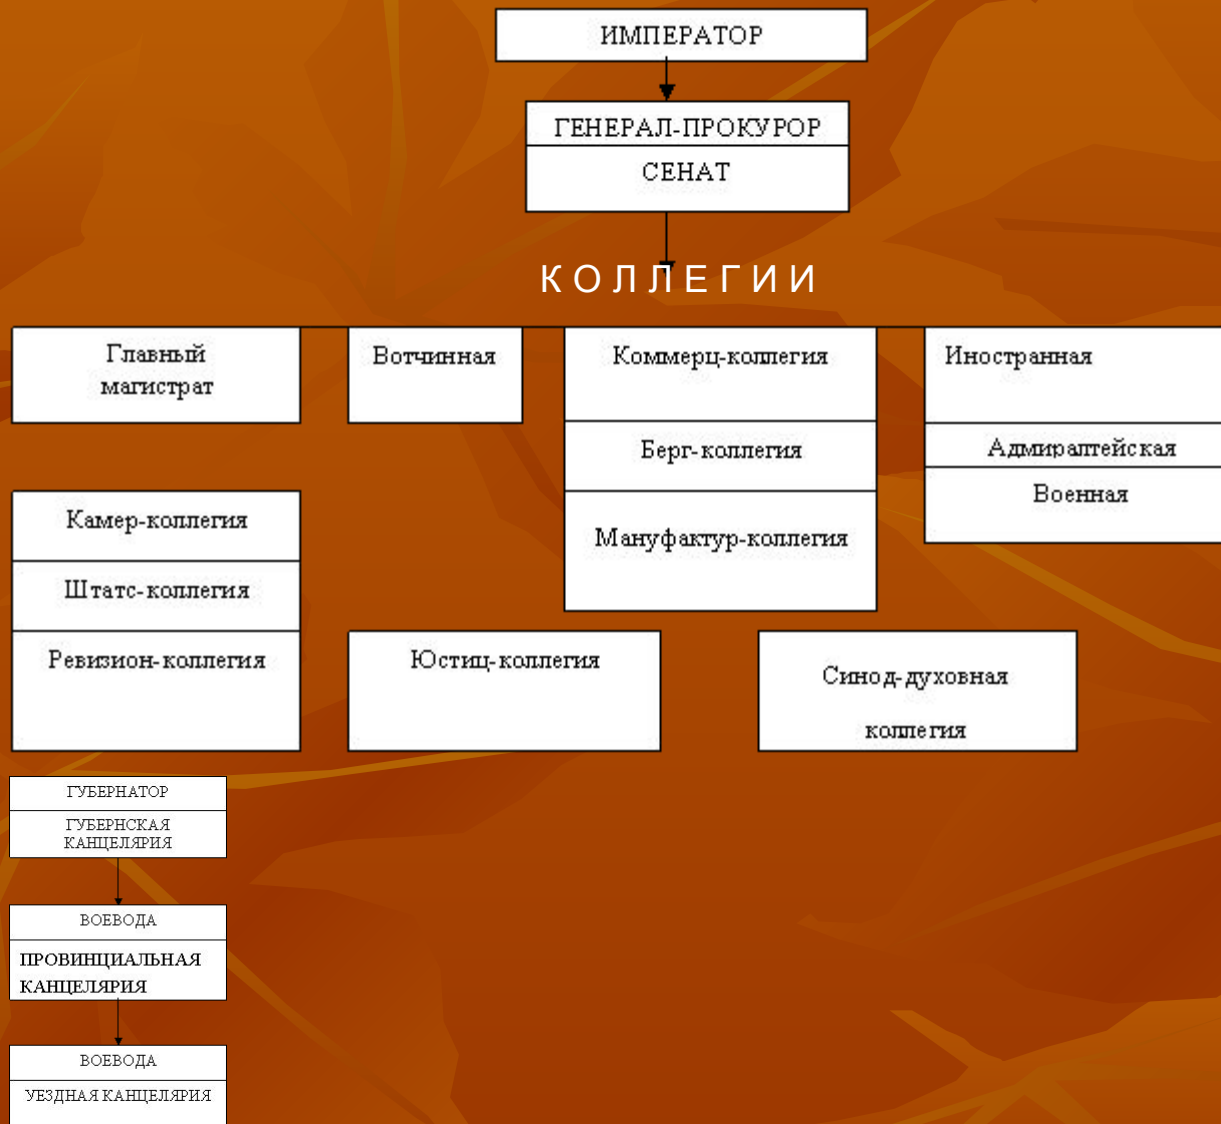 ИМПЕРАТОР
ГЕНЕРАЛ-ПРОКУРОР
СЕНАТ
К О Л Л Е Г И И
Главный
магистрат
Вотчинная
Коммерц-коллегия
Иностранная
Берг-коллегия
Адмиралтейская
Военная
Мануфактур-коллегия
Камер-коллегия
Штатс-коллегия
Ревизион-коллегия
Юстиц-коллегия
Синод-духовная
коллегия
ГУБЕРНАТОР
ГУБЕРНСКАЯ
КАНЦЕЛЯРИЯ
ВОЕВОДА
ПРОВИНЦИАЛЬНАЯ
КАНЦЕЛЯРИЯ
ВОЕВОДА
УЕЗДНАЯ КАНЦЕЛЯРИЯ